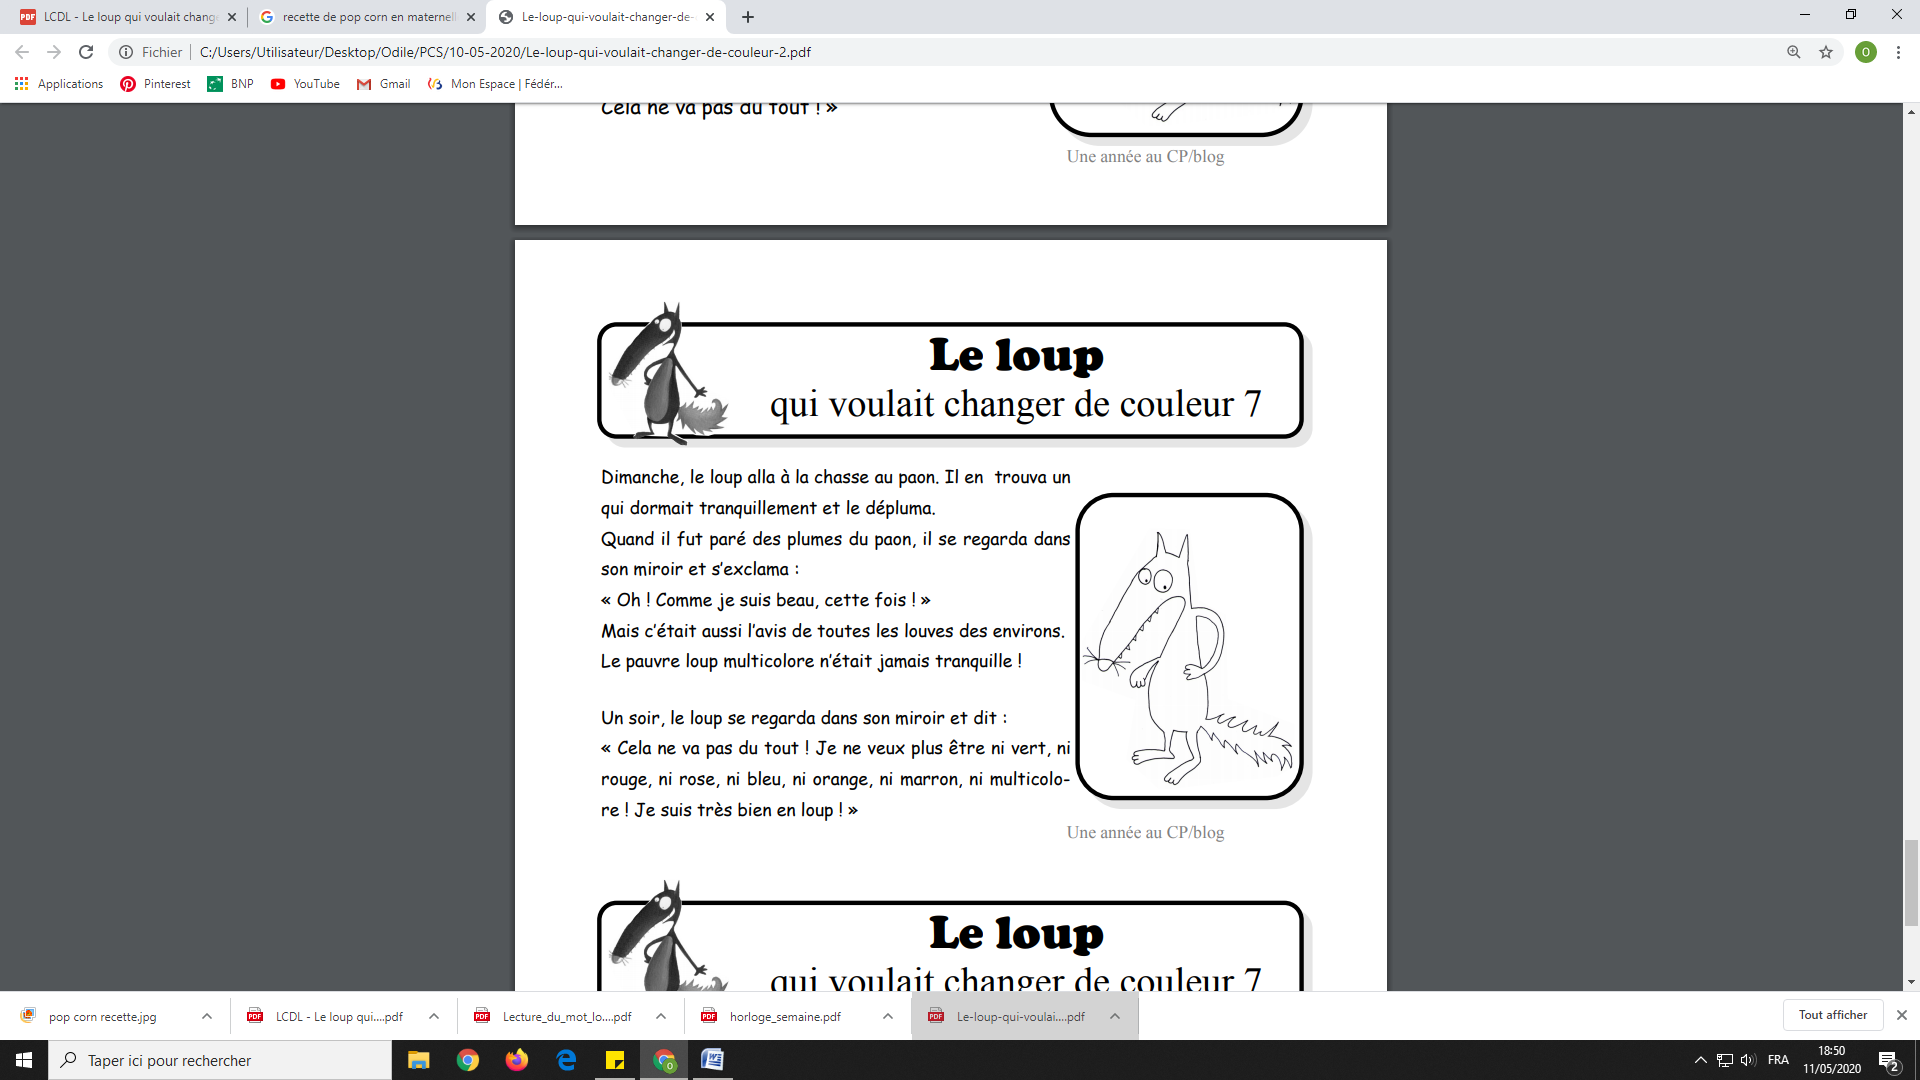 LCDL - Le loup qui voulait chang
recette de pop corn en maternell
Le-loup-qui-voulait-changer-de-
Fichier
C:/Users/Utilisateur/Desktop/Odile/PCS/10-05-2020/Le-loup-qui-voulait-changer-de-couleur-2.pdf
O
Applications
Pinterest
BNP
YouTube
Gmail
Mon Espace | Fédér...
Cela ne va pas du tout ! »
Une année au CP/blog
Le loup
qui voulait changer de couleur 7
Dimanche, le loup alla à la chasse au paon. Il en trouva un
qui dormait tranquillement et le dépluma.
Quand il fut paré des plumes du paon, il se regarda dans
son miroir et s’exclama :
« Oh ! Comme je suis beau, cette fois ! »
Mais c’était aussi l’avis de toutes les louves des environs.
Le pauvre loup multicolore n’était jamais tranquille !
Un soir, le loup se regarda dans son miroir et dit :
« Cela ne va pas du tout ! Je ne veux plus être ni vert, ni
rouge, ni rose, ni bleu, ni orange, ni marron, ni multicolo-
re ! Je suis très bien en loup ! »
Une année au CP/blog
Le loup
qui voulait changer de couleur 7
pop corn recette.jpg
LCDL - Le loup qui....pdf
Lecture_du_mot_lo....pdf
horloge_semaine.pdf
Le-loup-qui-voulai....pdf
Tout afficher
Taper ici pour rechercher
FRA
18:50
11/05/2020
2